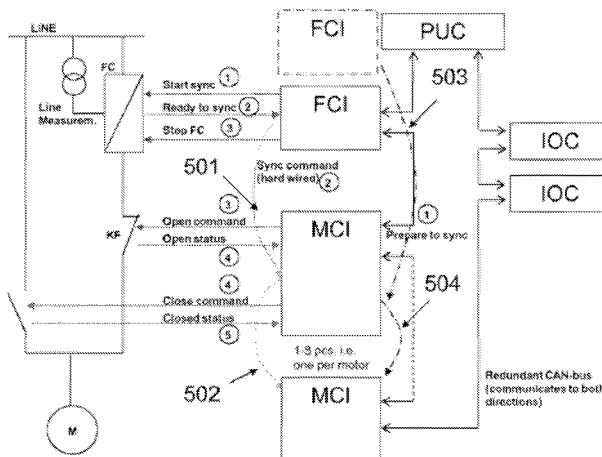 LINE
FCI
PUC
FC
503
Start sync 1
FCI
Line
Measurem.
Ready to sync 2
Stop FC 3
IOC
501
Sync command
(hard wired) 2
IOC
3
Open command
MCI
1
Prepare to sync
KF
Open status
4
4
Close command
504
Closed status
5
1-8 pcs. i.e.
one per motor
502
MCI
Redundant CAN-bus
(communicates to both
directions)
M